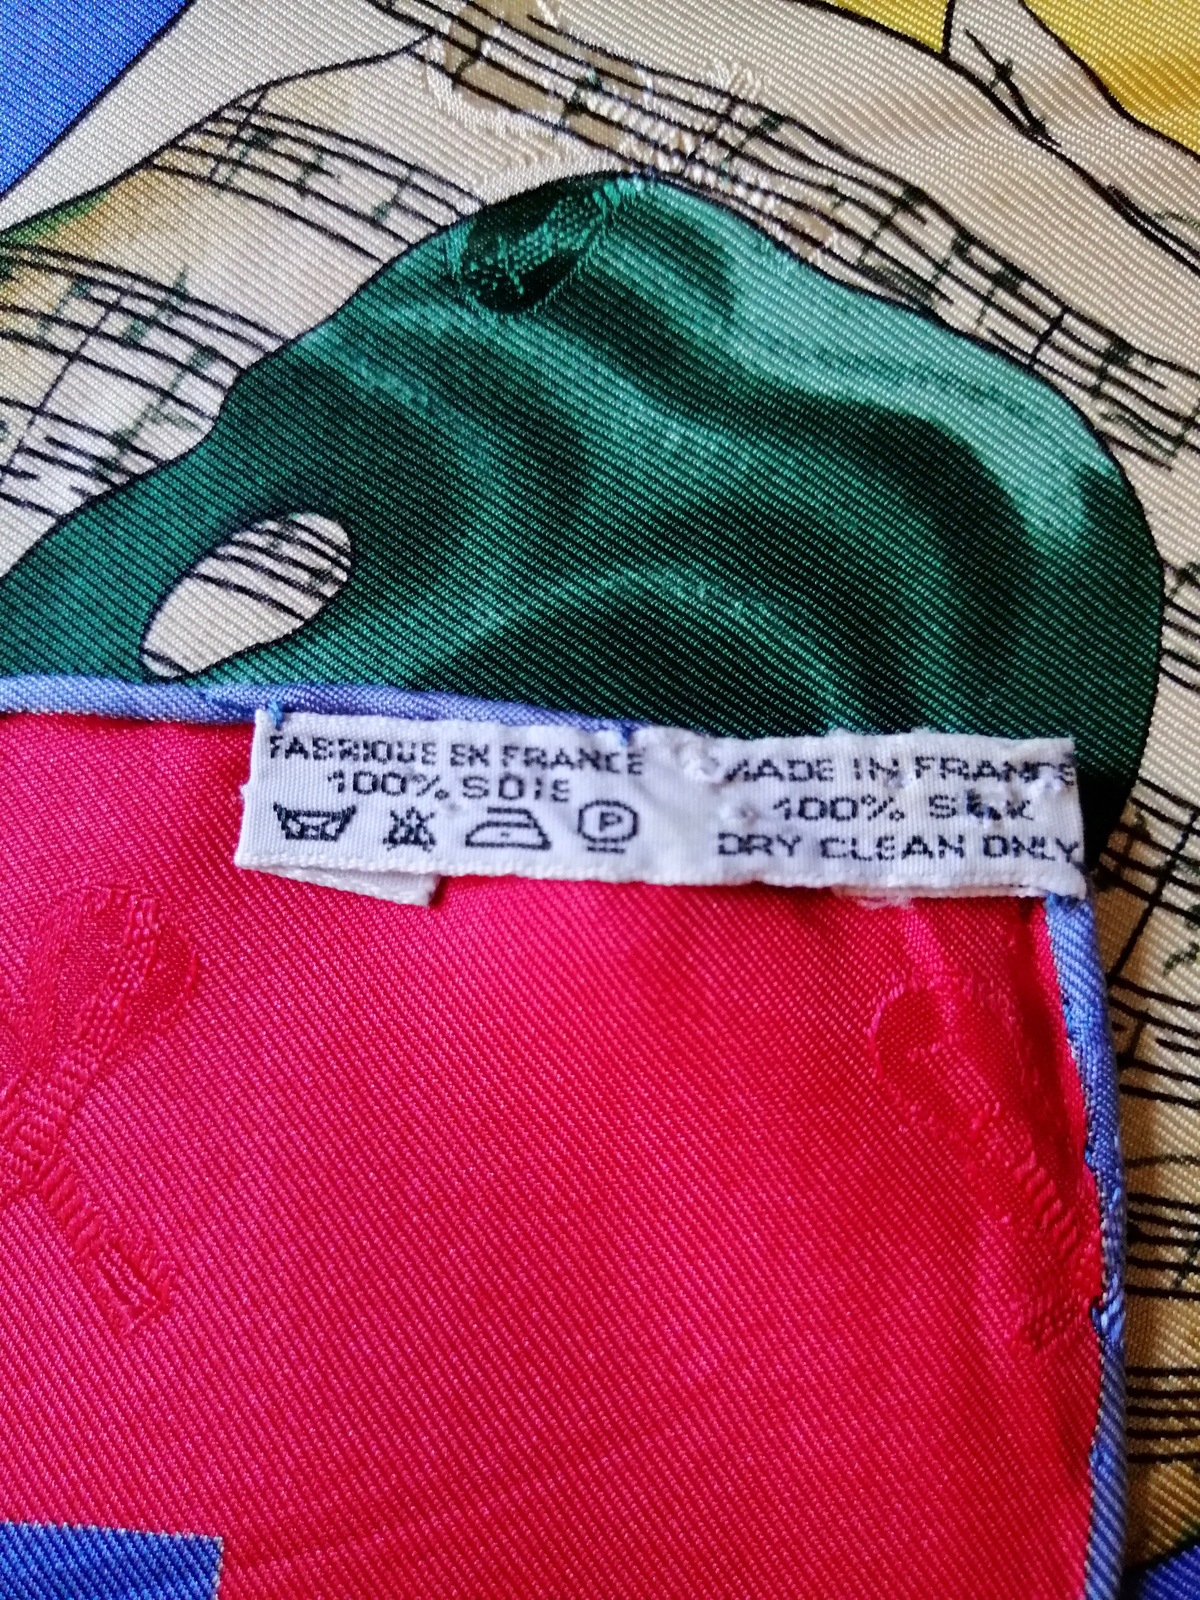 FABRIQUE EN FRANCE
100% SOIE
P
MADE IN FRANCE
100% SILK
DRY CLEAN ONLY